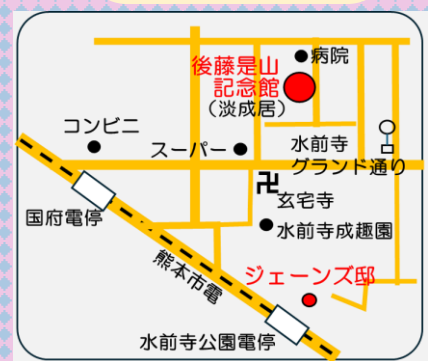 病院
後藤是山
記念館
（淡成居）
コンビニ
スーパー
水前寺
グランド通り
卍
玄宅寺
国府電停
水前寺成趣園
熊本市電
ジェーンズ邸
水前寺公園電停